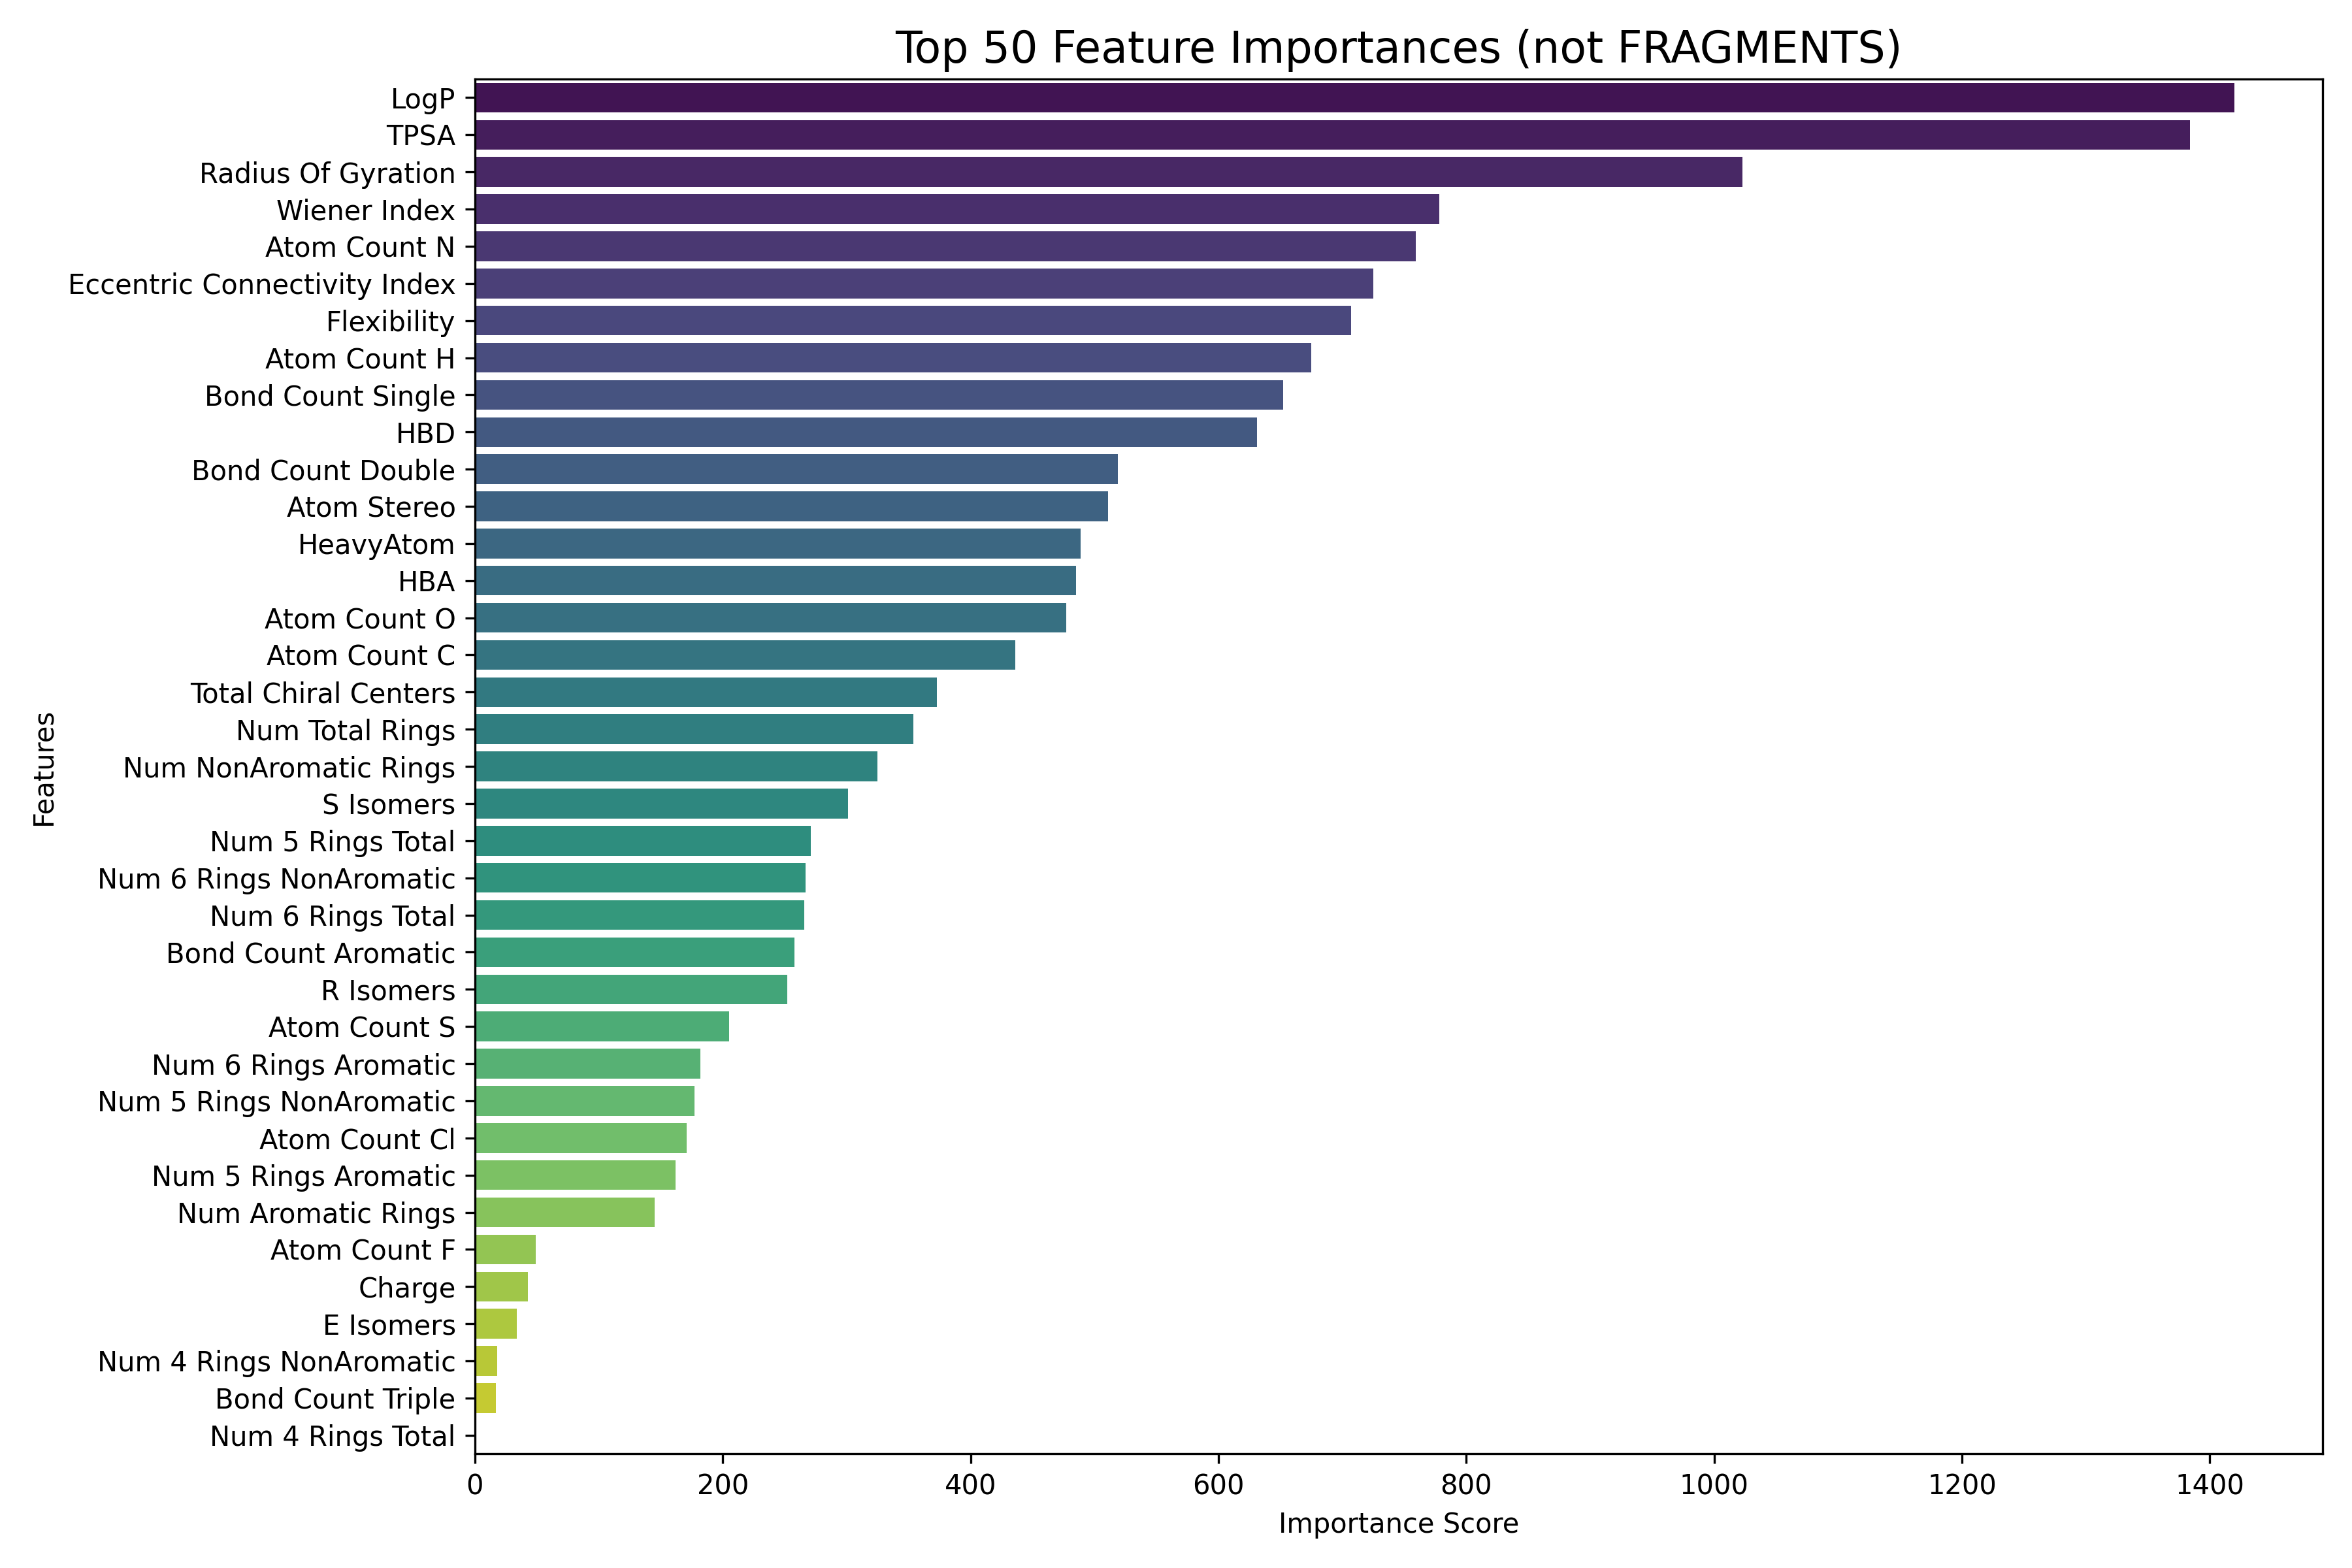 Top 50 Feature Importances (not FRAGMENTS)
LogP
TPSA
Radius Of Gyration
Wiener Index
Atom Count N
Eccentric Connectivity Index
Flexibility
Atom Count H
Bond Count Single
HBD
Bond Count Double
Atom Stereo
HeavyAtom
HBA
Atom Count O
Atom Count C
Total Chiral Centers
Num Total Rings
Num NonAromatic Rings
S Isomers
Num 5 Rings Total
Num 6 Rings NonAromatic
Num 6 Rings Total
Bond Count Aromatic
R Isomers
Atom Count S
Num 6 Rings Aromatic
Num 5 Rings NonAromatic
Atom Count Cl
Num 5 Rings Aromatic
Num Aromatic Rings
Atom Count F
Charge
E Isomers
Num 4 Rings NonAromatic
Bond Count Triple
Num 4 Rings Total
Features
0 200 400 600 800 1000 1200 1400
Importance Score